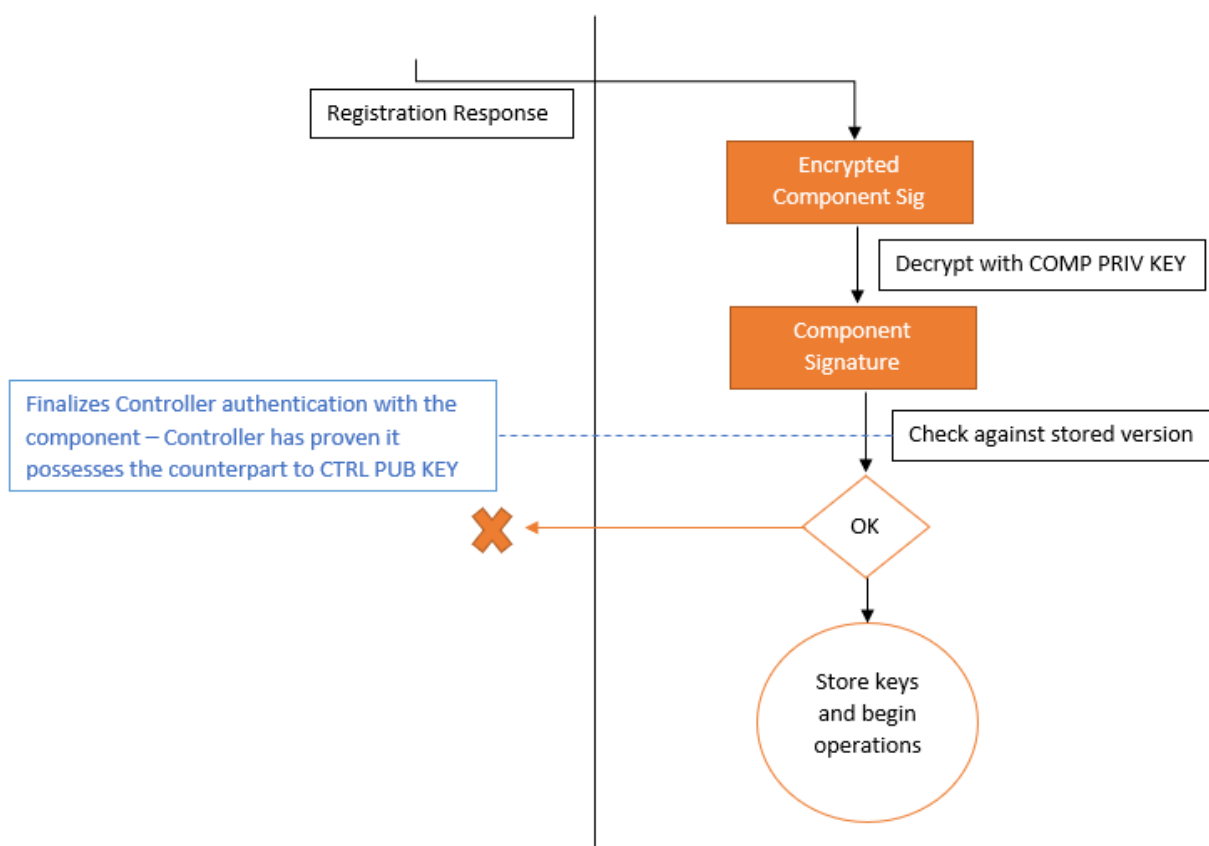 Registration Response
Encrypted
Component Sig
Decrypt with COMP PRIV KEY
Component
Signature
Finalizes Controller authentication with the
component – Controller has proven it
possesses the counterpart to CTRL PUB KEY
Check against stored version
OK
Store keys
and begin
operations